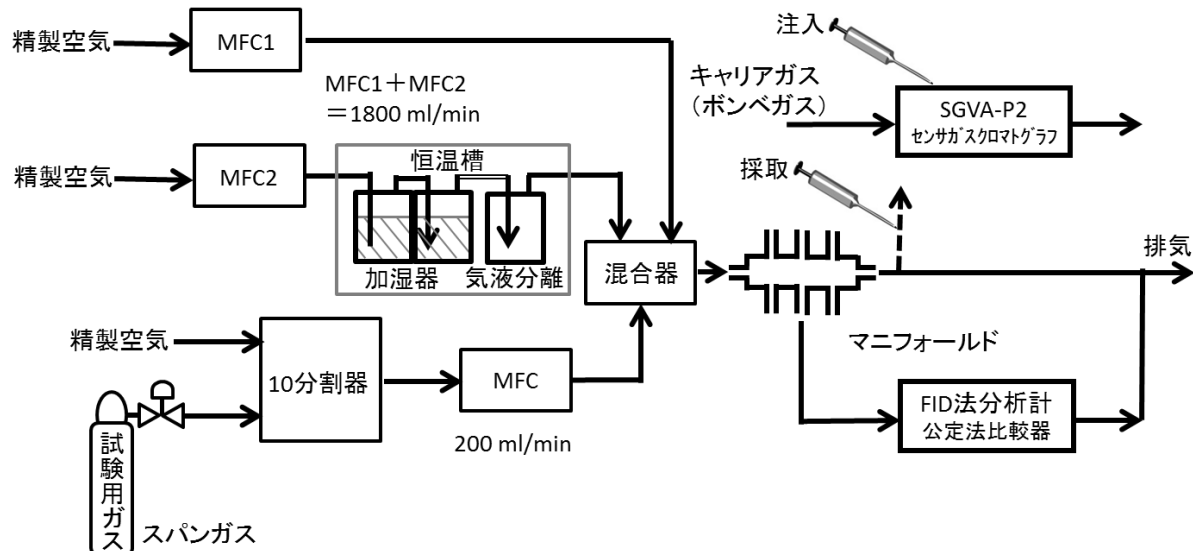 精製空気
MFC1
MFC1＋MFC2
＝1800 ml/min
注入
キャリアガス
（ボンベガス）
SGVA-P2
ｾﾝｻｶﾞｽｸﾛﾏﾄｸﾞﾗﾌ
精製空気
MFC2
恒温槽
加湿器
気液分離
混合器
採取
排気
マニフォールド
精製空気
10分割器
MFC
200 ml/min
FID法分析計
公定法比較器
試験用ガス
スパンガス